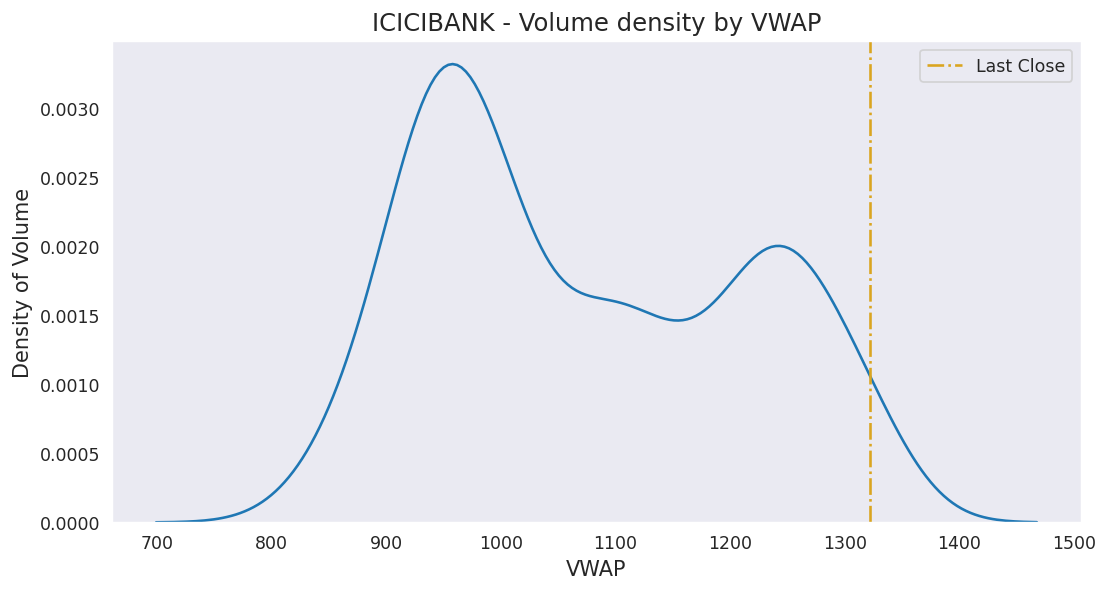 ICICIBANK - Volume density by VWAP
Last Close
Density of Volume
0.0030
0.0025
0.0020
0.0015
0.0010
0.0005
0.0000
700 800 900 1000 1100 1200 1300 1400 1500
VWAP